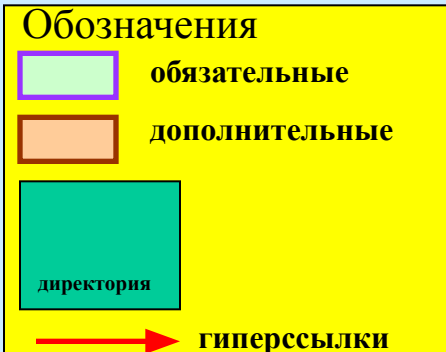 Обозначения
обязательные
дополнительные
директория
гиперссылки